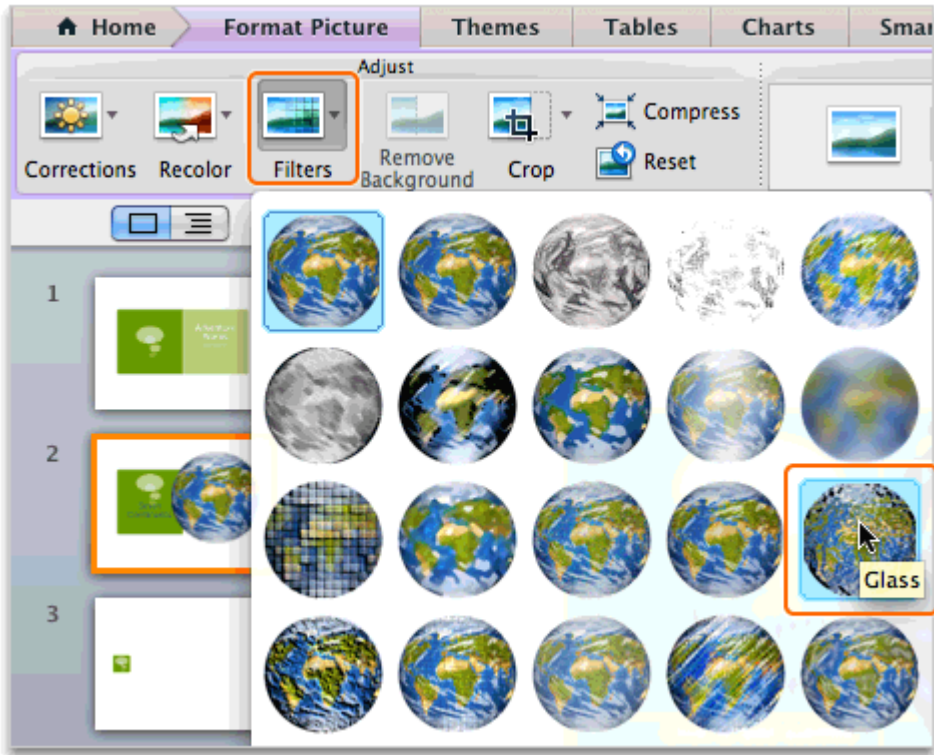 Home Format Picture Themes Tables Charts Smar
Adjust
Corrections
Recolor
Filters
Remove
Background
Crop
Compress
Reset
1
2
3
Glass